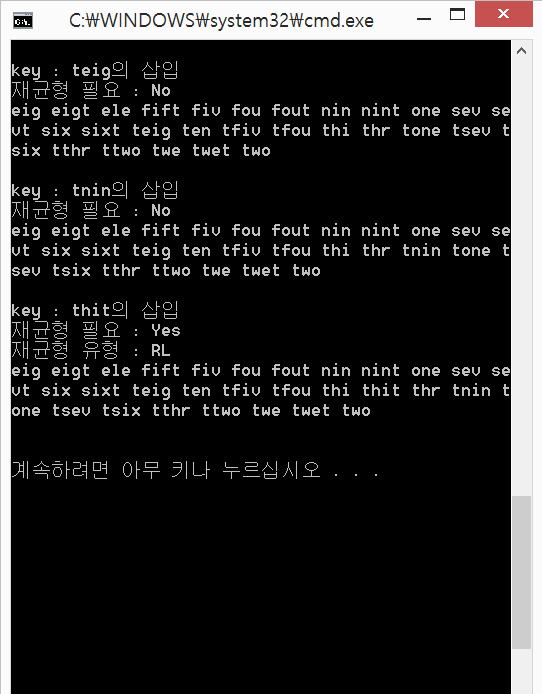 C:₩WINDOWS₩system32₩cmd.exe
key : teig의 삽입
재균형 필요 : No
eig eigt ele fift fiv fou fout nin nint one sev se
vt six sixt teig ten tfiv tfou thi thr tone tsev t
six tthr ttwo twe twet two
key : tnin의 삽입
재균형 필요 : No
eig eigt ele fift fiv fou fout nin nint one sev se
vt six sixt teig ten tfiv tfou thi thr tnin tone t
sev tsix tthr ttwo twe twet two
key : thit의 삽입
재균형 필요 : Yes
재균형 유형 : RL
eig eigt ele fift fiv fou fout nin nint one sev se
vt six sixt teig ten tfiv tfou thi thit thr tnin t
one tsev tsix tthr ttwo twe twet two
계속하려면 아무 키나 누르십시오 . . .